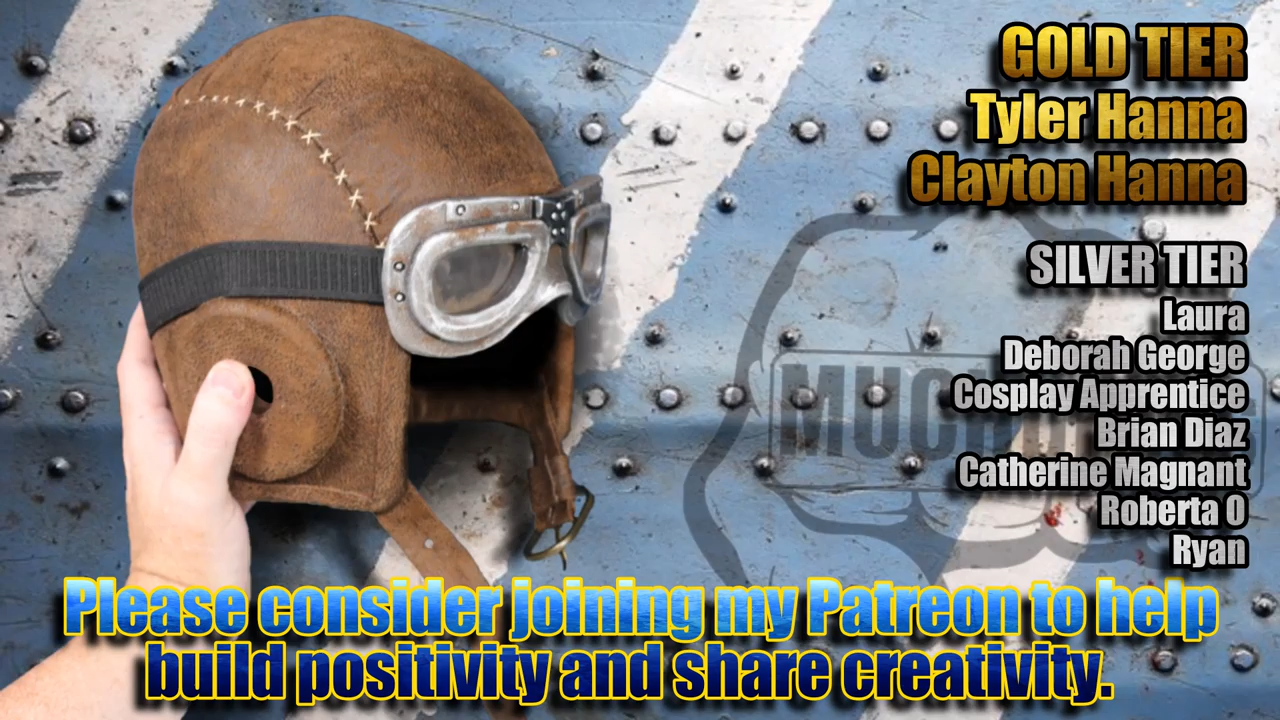 GOLD TIER
Tyler Hanna
Clayton Hanna
SILVER TIER
Laura
Deborah George
Cosplay Apprentice
Brian Diaz
Catherine Magnant
Roberta O
Ryan
Please consider joining my Patreon to help
build positivity and share creativity.